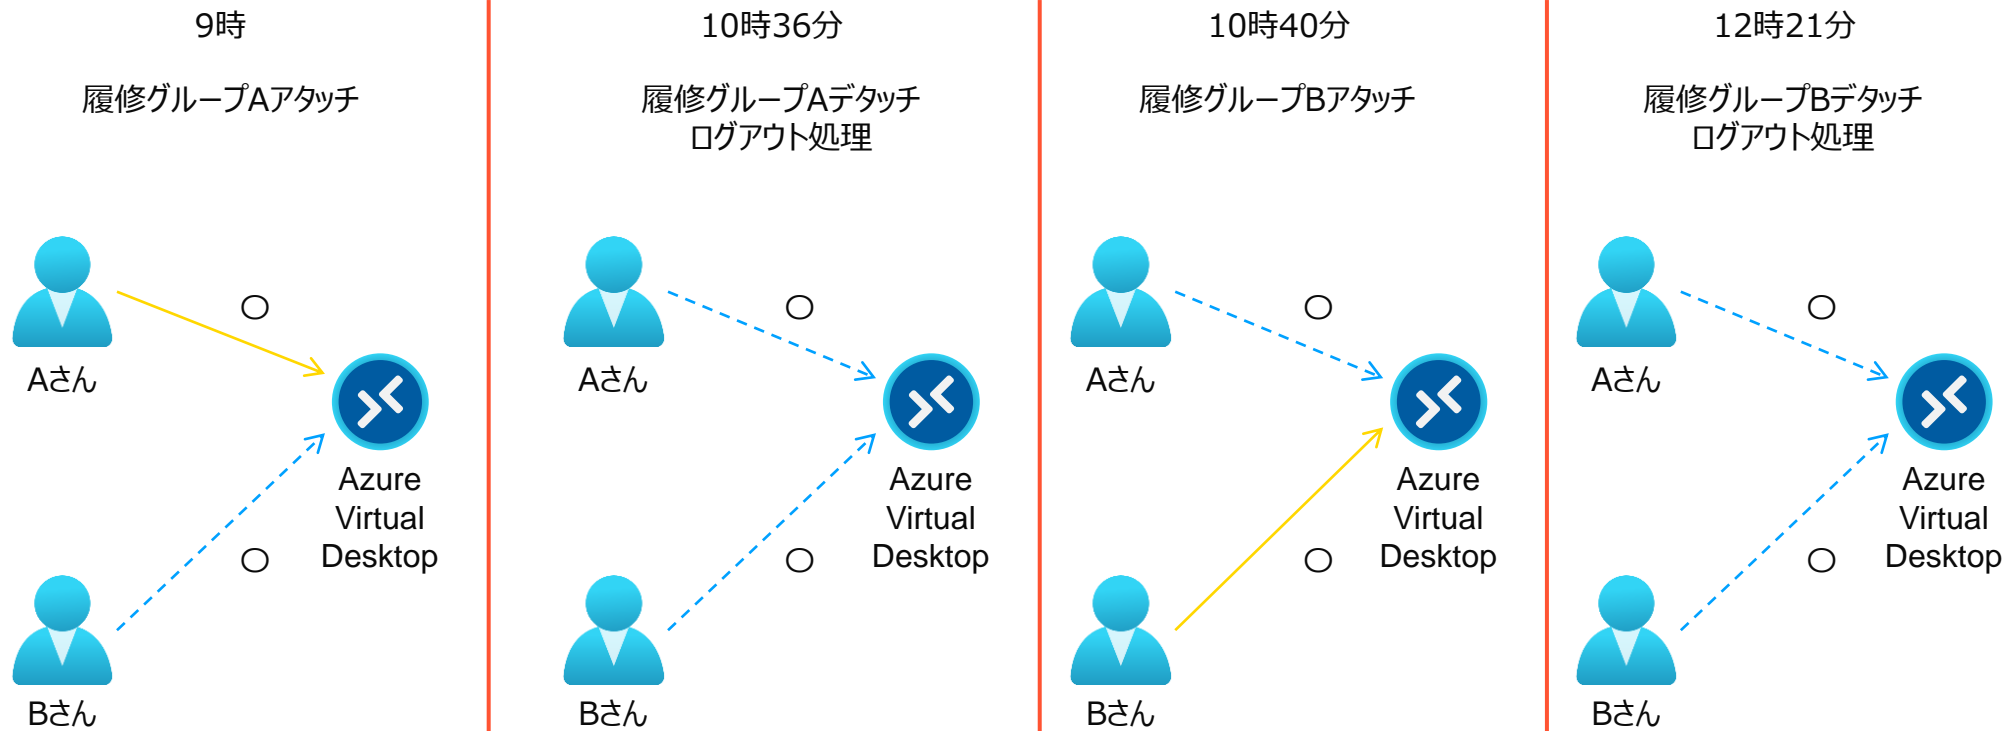 9時
履修グループAアタッチ
〇
Aさん
Azure
Virtual
Desktop
〇
Bさん
10時36分
履修グループAデタッチ
ログアウト処理
〇
Aさん
Azure
Virtual
Desktop
〇
Bさん
10時40分
履修グループBアタッチ
〇
Aさん
Azure
Virtual
Desktop
〇
Bさん
12時21分
履修グループBデタッチ
ログアウト処理
〇
Aさん
Azure
Virtual
Desktop
〇
Bさん